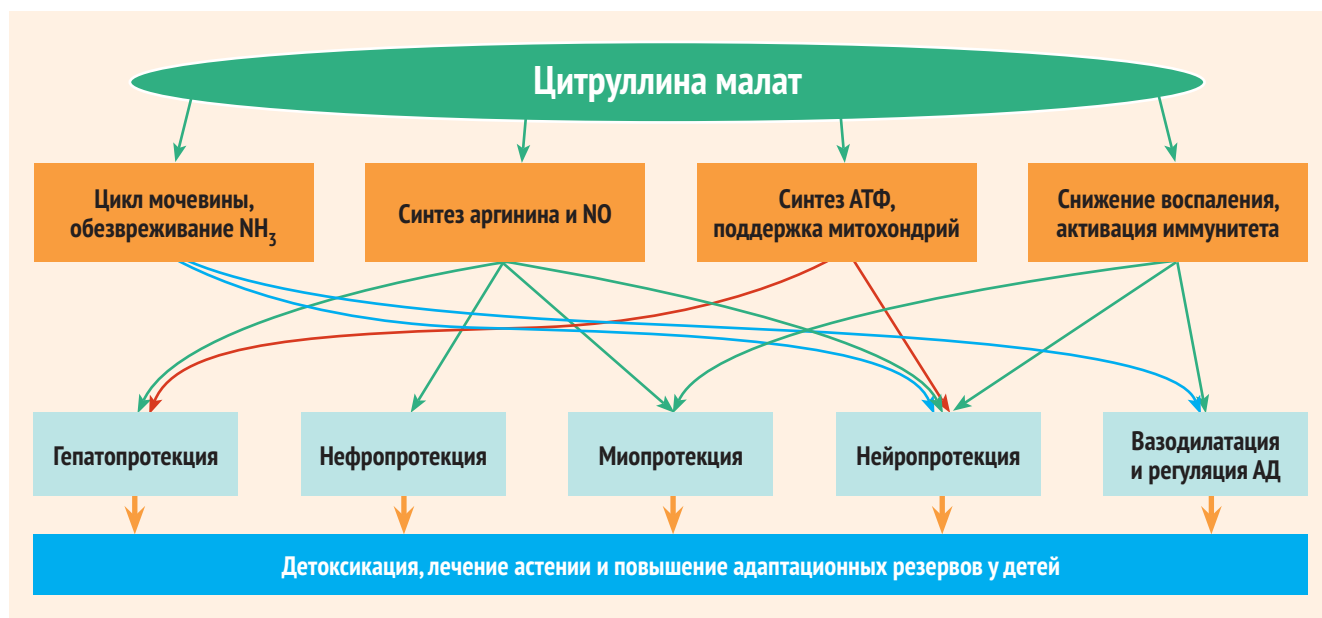 Цитруллина малат
Цикл мочевины,
обезвреживание NH₃
Синтез аргинина и NO
Синтез АТФ,
поддержка митохондрий
Снижение воспаления,
активация иммунитета
Гепатопротекция
Нефропротекция
Миопротекция
Нейропротекция
Вазодилатация
и регуляция АД
Детоксикация, лечение астении и повышение адаптационных резервов у детей